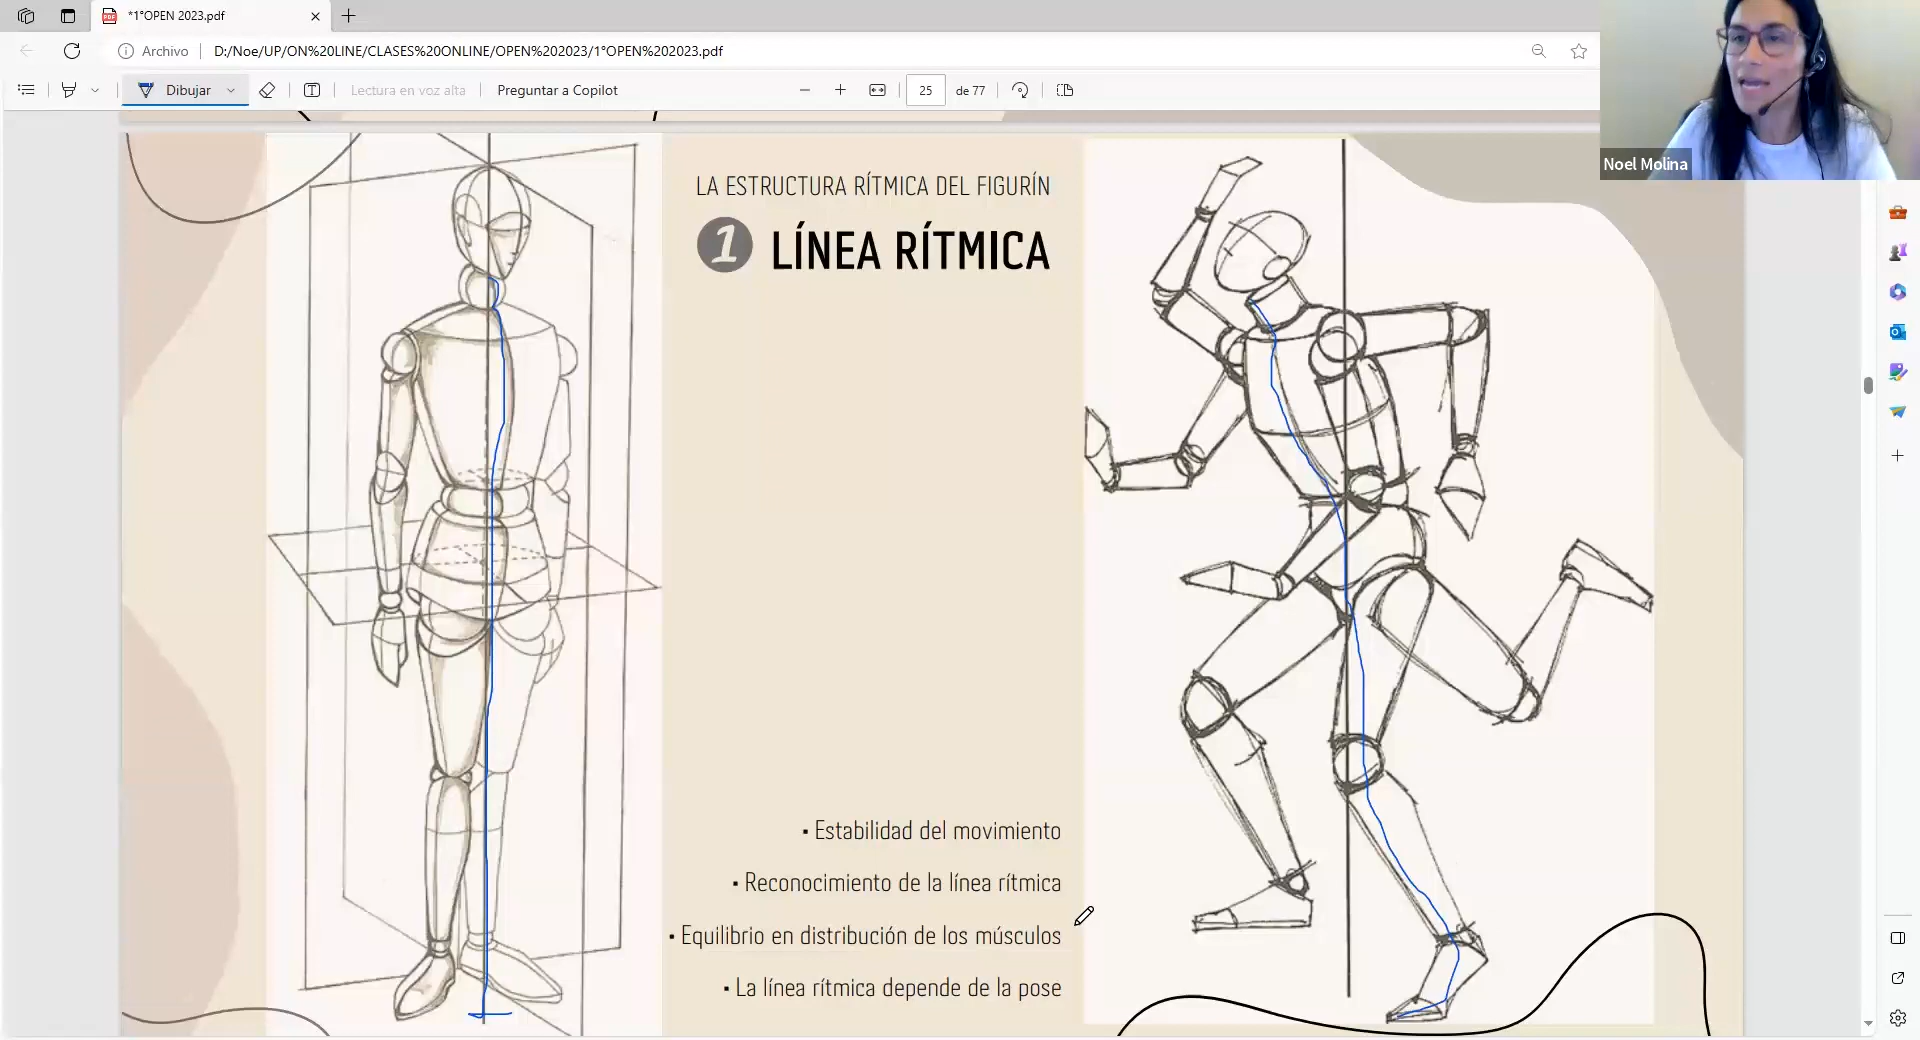 *1°OPEN 2023.pdf
Archivo
D:/Noe/UP/ON%20LINE/CLASES%20ONLINE/OPEN%202023/1°OPEN%202023.pdf
Dibujar
Lectura en voz alta
Preguntar a Copilot
25 de 77
Noel Molina
LA ESTRUCTURA RÍTMICA DEL FIGURÍN
1 LÍNEA RÍTMICA
• Estabilidad del movimiento
• Reconocimiento de la línea rítmica
• Equilibrio en distribución de los músculos
• La línea rítmica depende de la pose